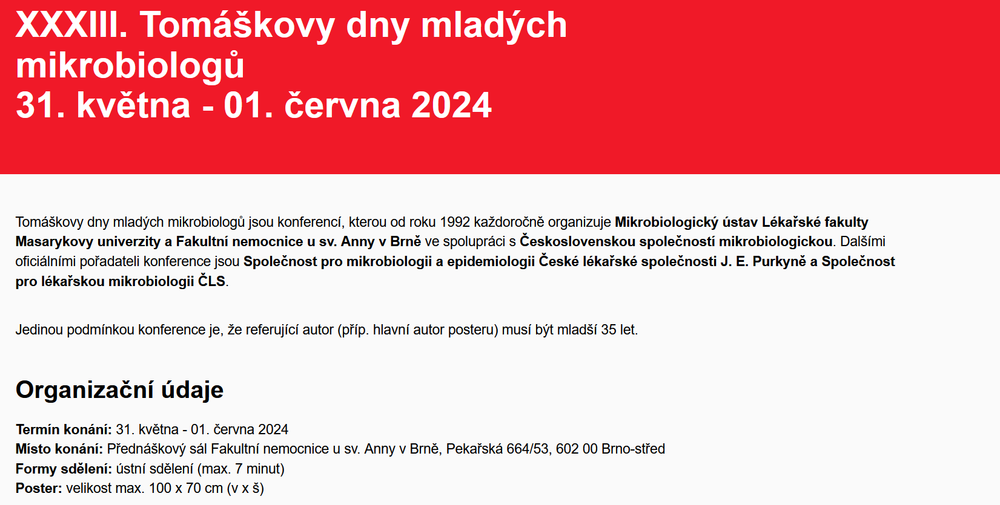 XXXIII. Tomáškovy dny mladých
mikrobiologů
31. května - 01. června 2024
Tomáškovy dny mladých mikrobiologů jsou konferencí, kterou od roku 1992 každoročně organizuje Mikrobiologický ústav Lékařské fakulty
Masarykovy univerzity a Fakultní nemocnice u sv. Anny v Brně ve spolupráci s Československou společností mikrobiologickou. Dalšími
oficiálními pořadateli konference jsou Společnost pro mikrobiologii a epidemiologii České lékařské společnosti J. E. Purkyně a Společnost
pro lékařskou mikrobiologii ČLS.
Jedinou podmínkou konference je, že referující autor (příp. hlavní autor posteru) musí být mladší 35 let.
Organizační údaje
Termín konání: 31. května - 01. června 2024
Místo konání: Přednáškový sál Fakultní nemocnice u sv. Anny v Brně, Pekařská 664/53, 602 00 Brno-střed
Formy sdělení: ústní sdělení (max. 7 minut)
Poster: velikost max. 100 x 70 cm (v x š)